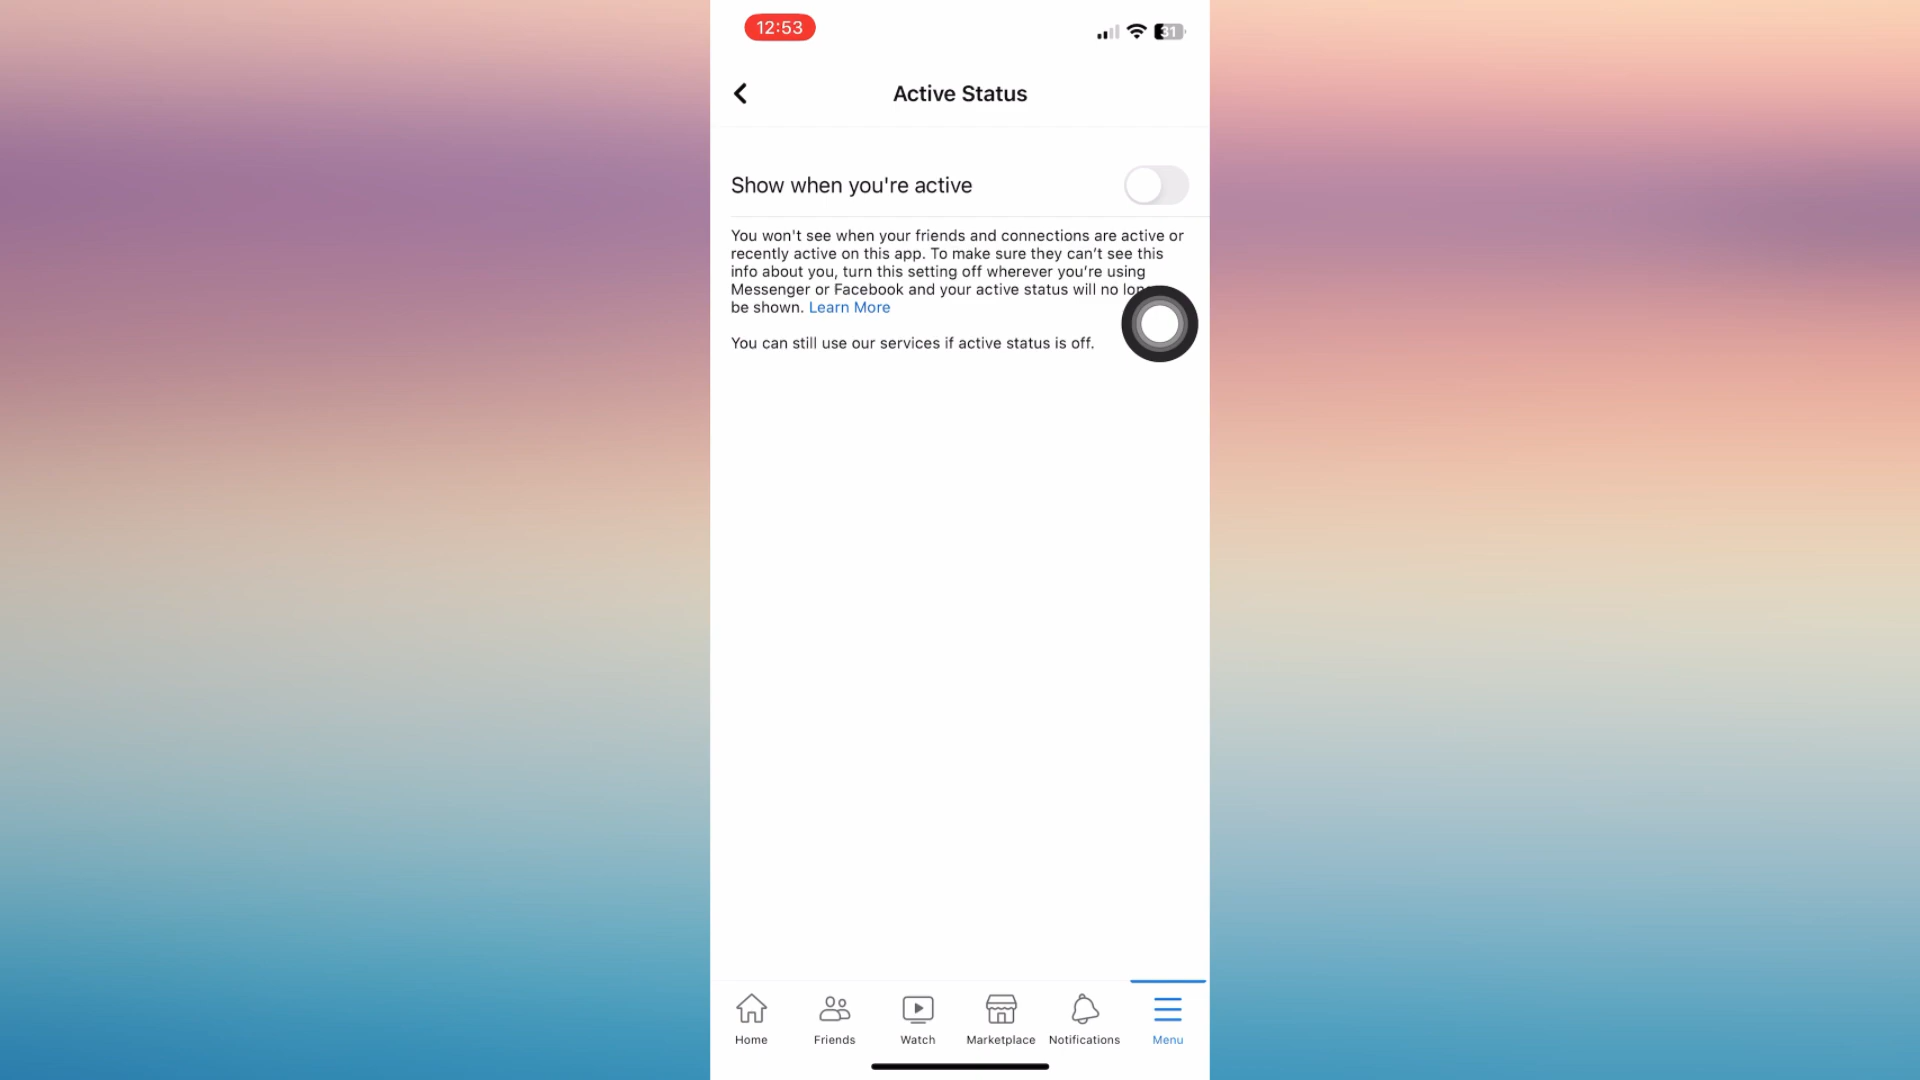 12:53
31
Active Status
Show when you're active
You won't see when your friends and connections are active or
recently active on this app. To make sure they can't see this
info about you, turn this setting off wherever you're using
Messenger or Facebook and your active status will no
be shown. Learn More
You can still use our services if active status is off.
Home
Friends
Watch
Marketplace
Notifications
Menu